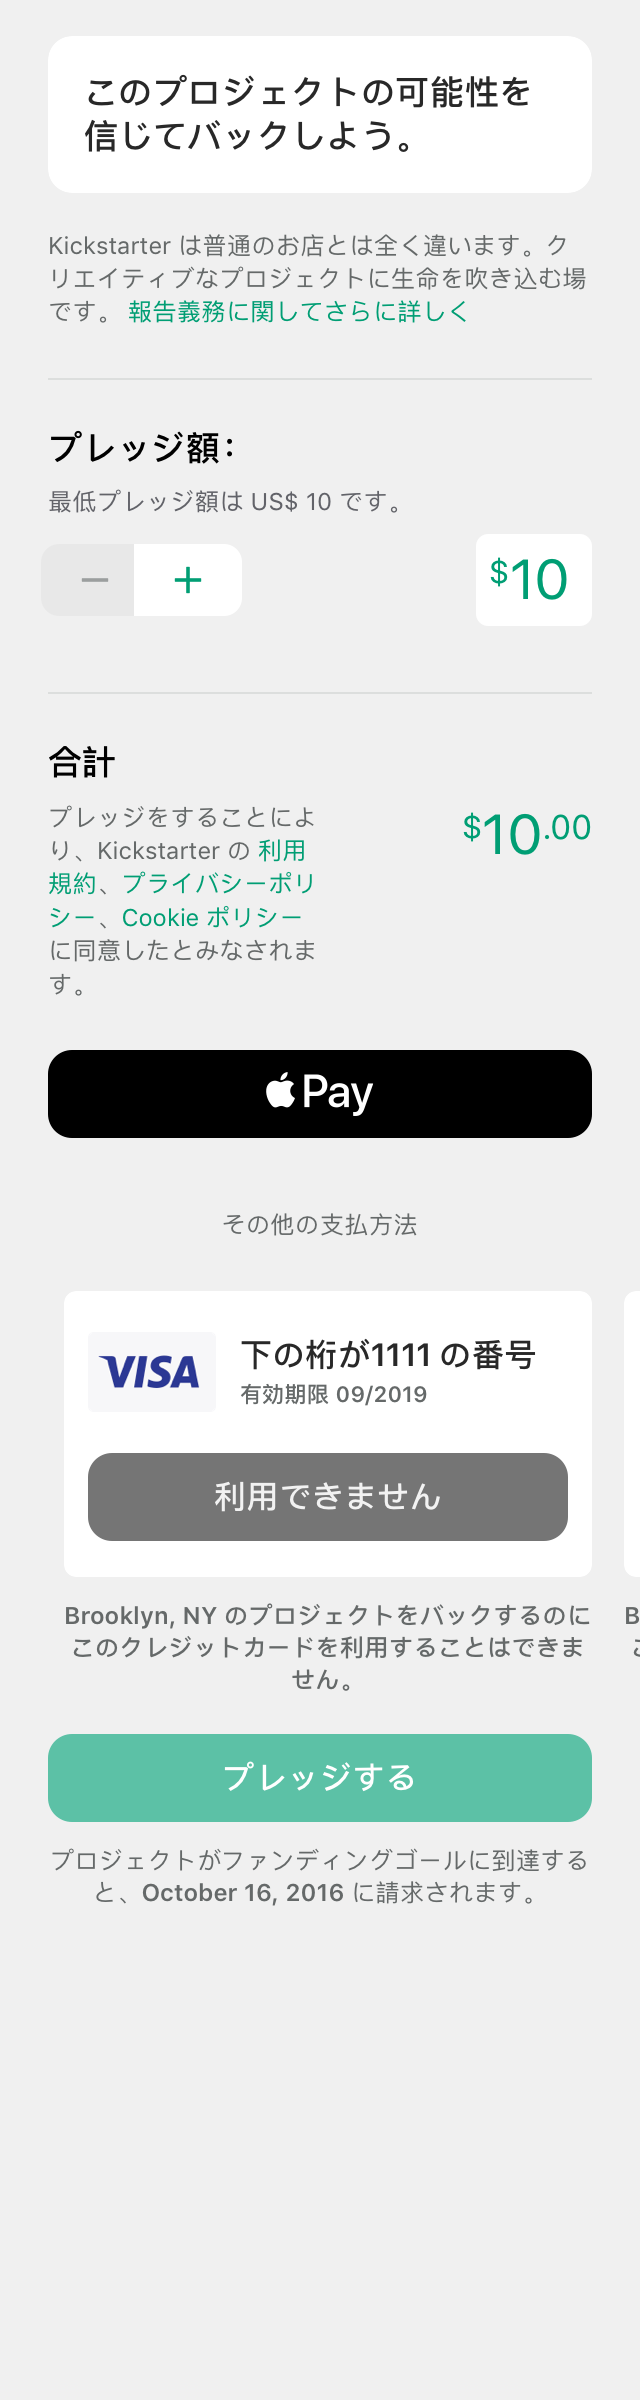 このプロジェクトの可能性を
信じてバックしよう。
Kickstarter は普通のお店とは全く違います。ク
リエイティブなプロジェクトに生命を吹き込む場
です。 報告義務に関してさらに詳しく
プレッジ額：
最低プレッジ額は US$ 10 です。
− +
$10
合計
プレッジをすることによ
り、Kickstarter の 利用
規約、プライバシーポリ
シー、Cookie ポリシー
に同意したとみなされま
す。
$10.00
Pay
その他の支払方法
VISA
下の桁が1111 の番号
有効期限 09/2019
利用できません
Brooklyn, NY のプロジェクトをバックするのに
このクレジットカードを利用することはできま
せん。
プレッジする
プロジェクトがファンディングゴールに到達する
と、October 16, 2016 に請求されます。